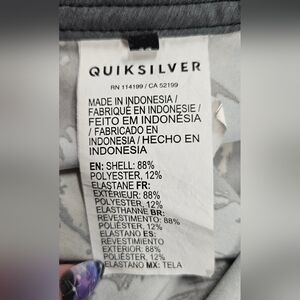 QUIKSILVER
RN 114199 / CA 52199
MADE IN INDONESIA /
FABRIQUÉ EN INDONÉSIE /
FEITO EM INDONÉSIA
/ FABRICADO EN
INDONESIA / HECHO EN
INDONESIA
EN: SHELL: 88%
POLYESTER, 12%
ELASTANE FR:
EXTÉRIEUR: 88%
POLYESTER, 12%
ELASTHANNE BR:
REVESTIMENTO: 88%
POLIÉSTER, 12%
ELASTANO ES:
REVESTIMIENTO
EXTERIOR: 88%
POLIÉSTER, 12%
ELASTANO MX: TELA